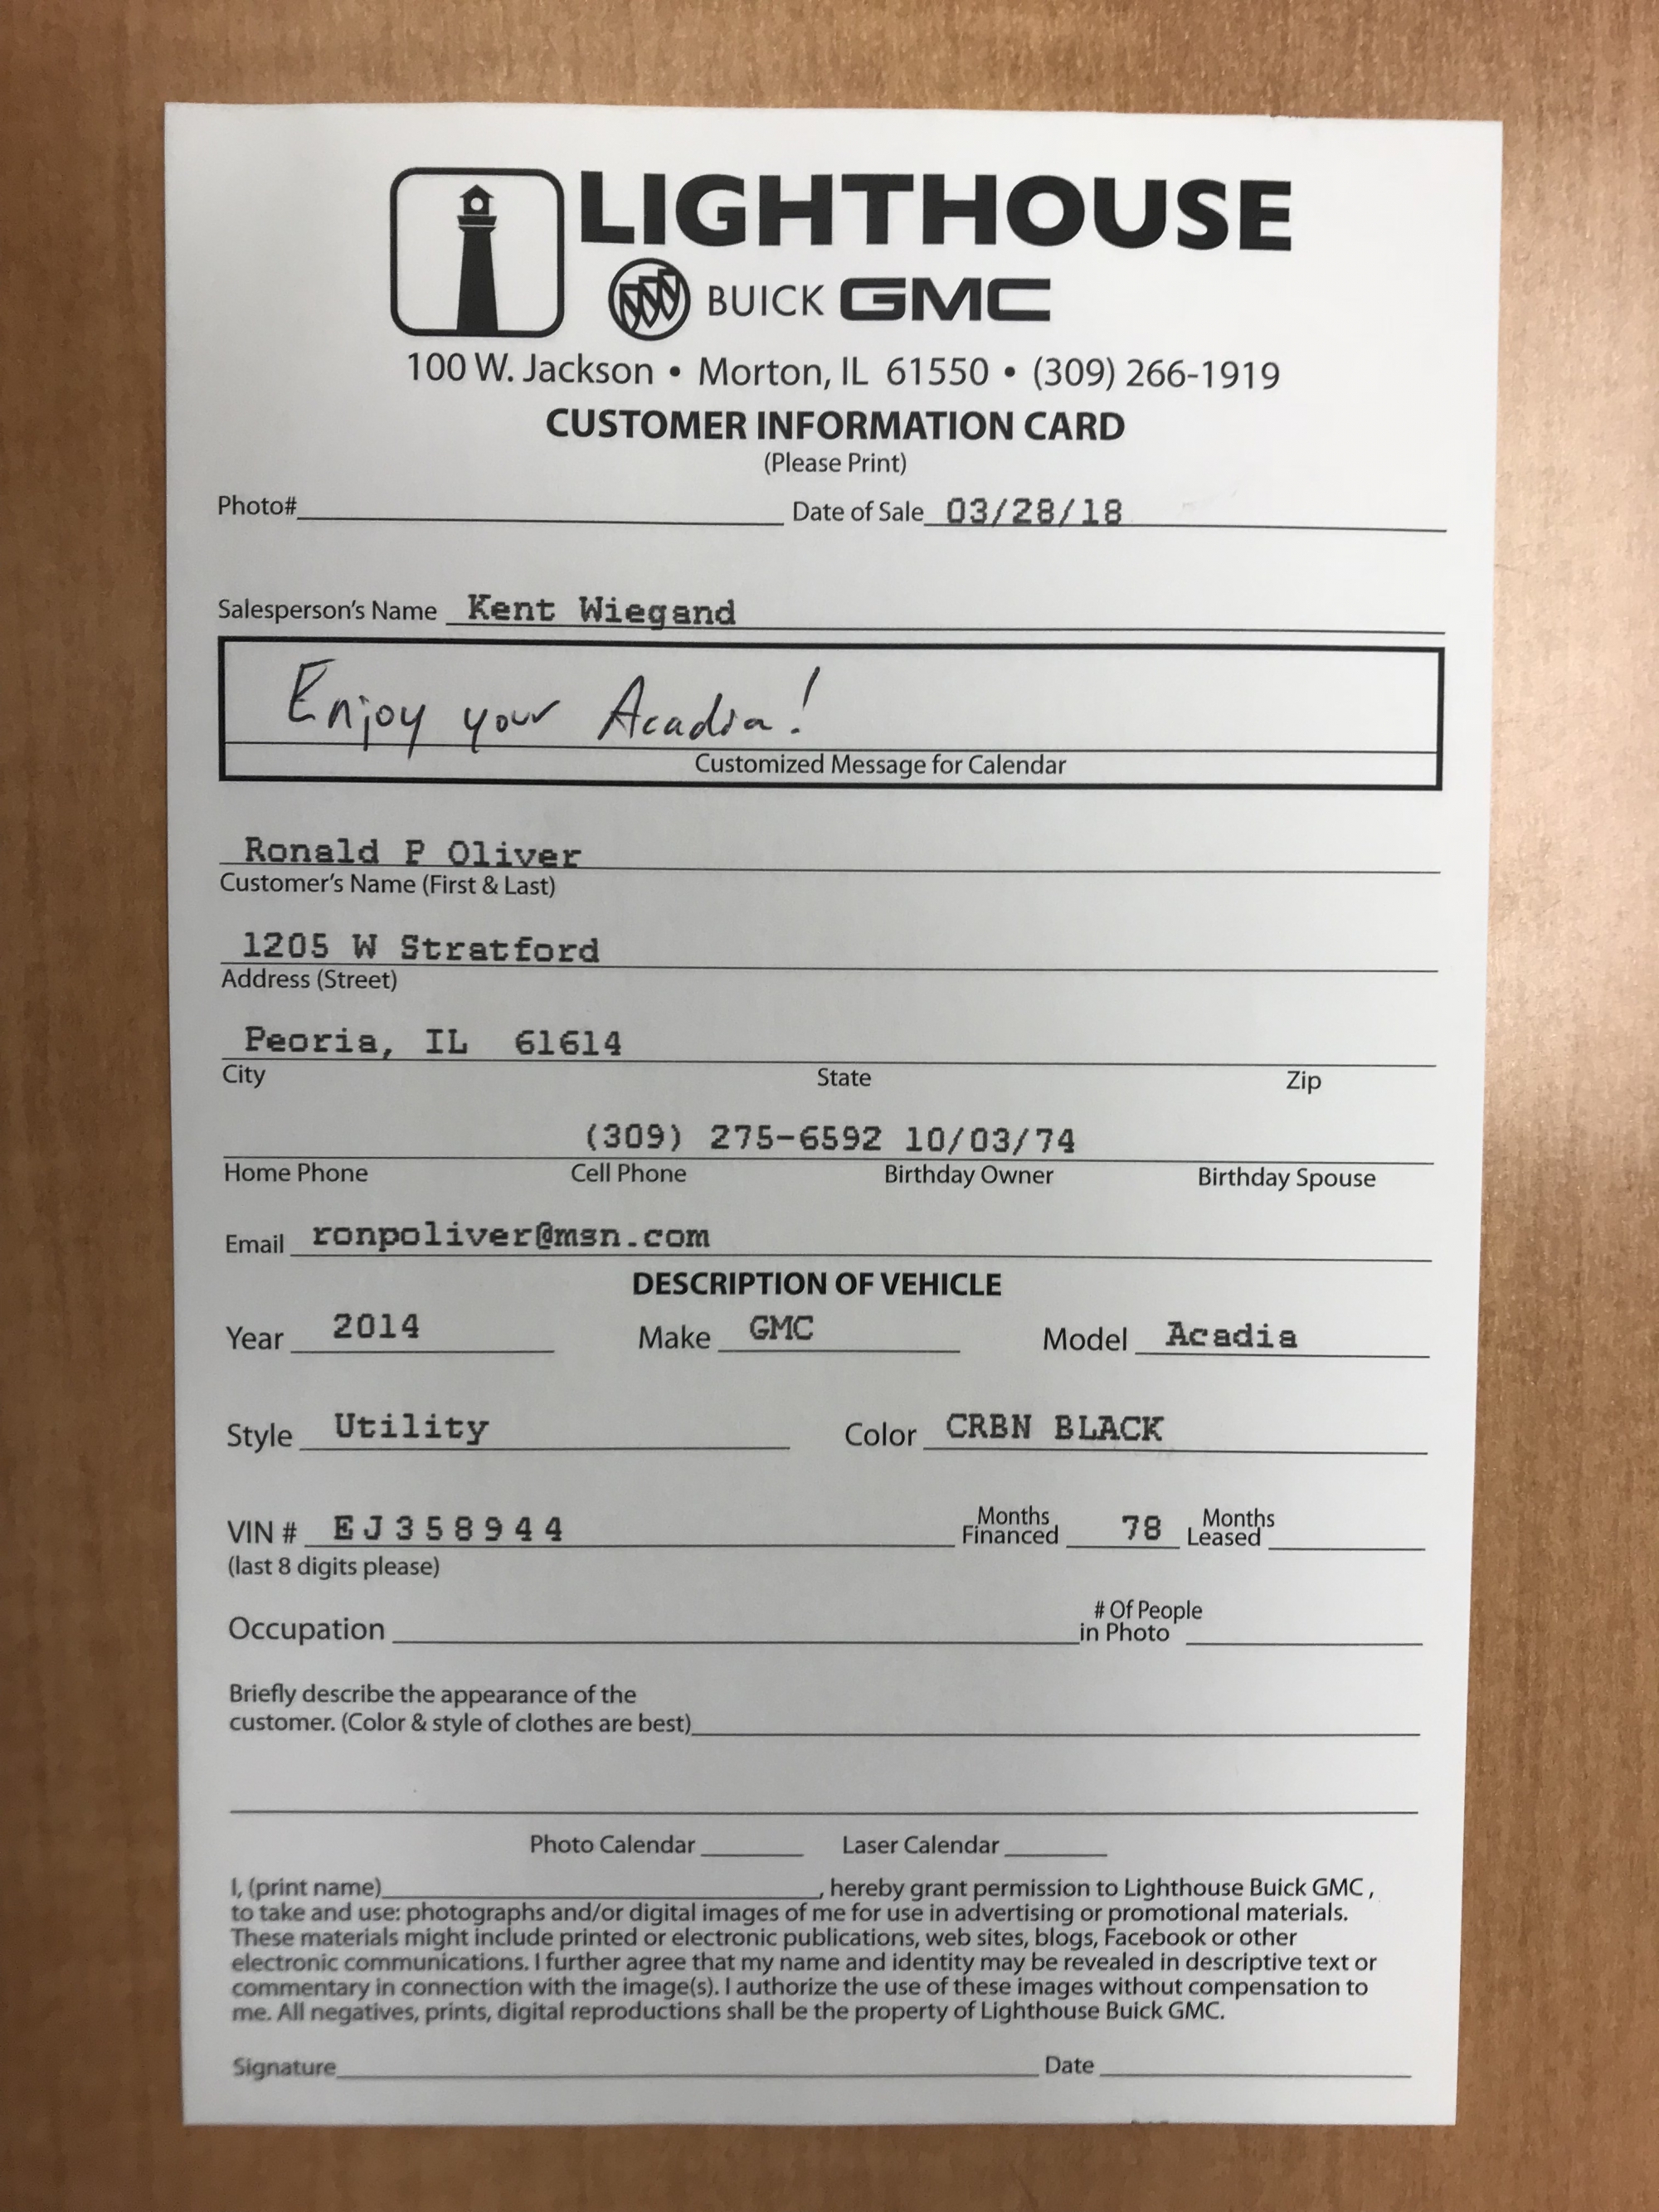 LIGHTHOUSE
BUICK GMC
100 W. Jackson • Morton, IL 61550 • (309) 266-1919
CUSTOMER INFORMATION CARD
(Please Print)
Photo# Date of Sale 03/28/18
Salesperson's Name Kent Wiegand
Enjoy your Acadia!
Customized Message for Calendar
Ronald P Oliver
Customer's Name (First & Last)
1205 W Stratford
Address (Street)
Peoria, IL 61614
City State Zip
(309) 275-6592 10/03/74
Home Phone Cell Phone Birthday Owner Birthday Spouse
Email ronpoliver@msn.com
DESCRIPTION OF VEHICLE
Year 2014 Make GMC Model Acadia
Style Utility Color CRBN BLACK
VIN # EJ358944 Months Financed 78 Months Leased
(last 8 digits please)
Occupation # Of People in Photo
Briefly describe the appearance of the
customer. (Color & style of clothes are best)
Photo Calendar Laser Calendar
I, (print name) , hereby grant permission to Lighthouse Buick GMC ,
to take and use: photographs and/or digital images of me for use in advertising or promotional materials.
These materials might include printed or electronic publications, web sites, blogs, Facebook or other
electronic communications. I further agree that my name and identity may be revealed in descriptive text or
commentary in connection with the image(s). I authorize the use of these images without compensation to
me. All negatives, prints, digital reproductions shall be the property of Lighthouse Buick GMC.
Signature Date